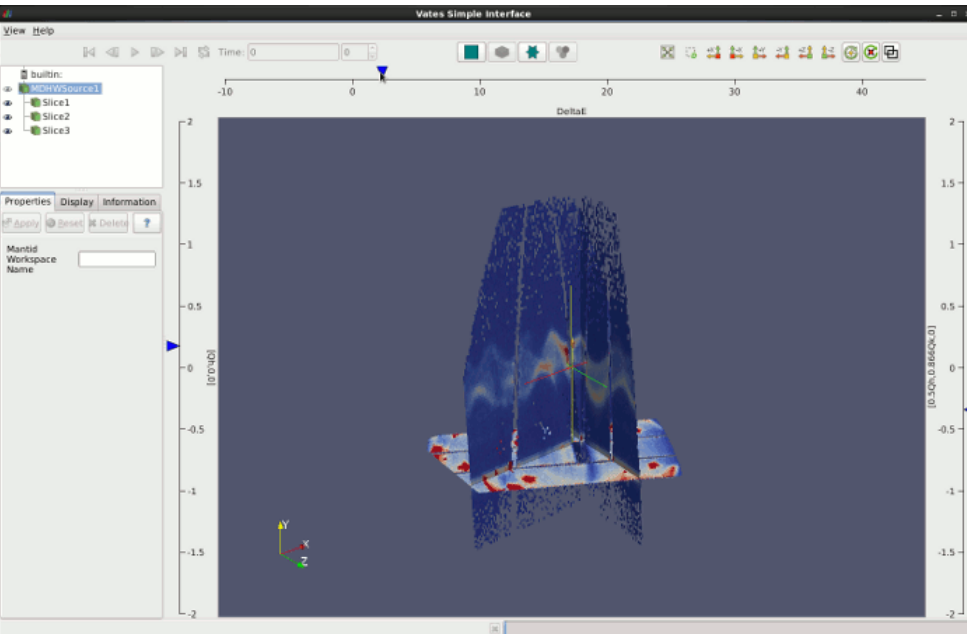 Vates Simple Interface
View Help
Time: 0 0
builtin:
MDHWSource1
Slice1
Slice2
Slice3
-10 0 10 20 30 40
DeltaE
Properties Display Information
Apply Reset Delete ?
Mantid
Workspace
Name
2
1.5
1
0.5
0
-0.5
-1
-1.5
-2
[Qh,0,0]
Y
Y
X
Z
2
1.5
1
0.5
0
-0.5
-1
-1.5
-2
[0.5Qh,0.866Qk,0]